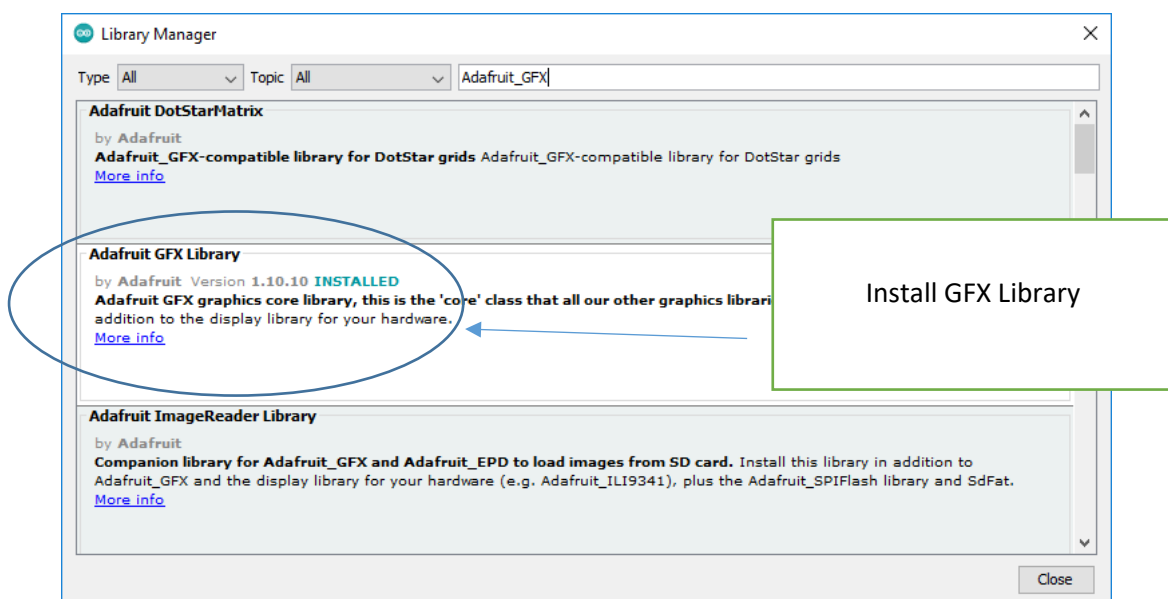 Library Manager
Type All Topic All Adafruit_GFX
Adafruit DotStarMatrix
by Adafruit
Adafruit_GFX-compatible library for DotStar grids Adafruit_GFX-compatible library for DotStar grids
More info
Adafruit GFX Library
by Adafruit Version 1.10.10 INSTALLED
Adafruit GFX graphics core library, this is the 'core' class that all our other graphics
addition to the display library for your hardware.
More info
Install GFX Library
Adafruit ImageReader Library
by Adafruit
Companion library for Adafruit_GFX and Adafruit_EPD to load images from SD card. Install this library in addition to
Adafruit_GFX and the display library for your hardware (e.g. Adafruit_ILI9341), plus the Adafruit_SPIFlash library and SdFat.
More info
Close